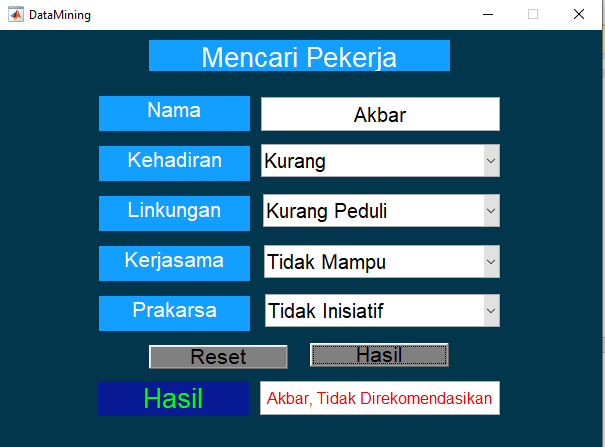 DataMining
Mencari Pekerja
Nama Akbar
Kehadiran Kurang
Linkungan Kurang Peduli
Kerjasama Tidak Mampu
Prakarsa Tidak Inisiatif
Reset Hasil
Hasil Akbar, Tidak Direkomendasikan